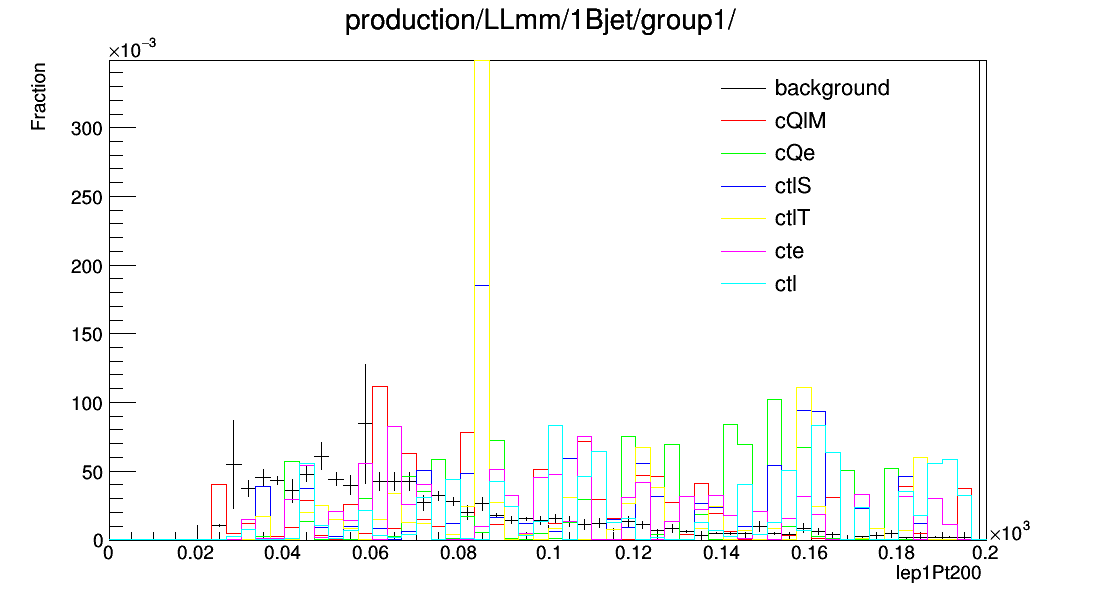 production/LLmm/1Bjet/group1/
×10⁻³
Fraction
background
cQlM
cQe
ctlS
ctlT
cte
ctl
300
250
200
150
100
50
0
0 0.02 0.04 0.06 0.08 0.1 0.12 0.14 0.16 0.18 0.2
×10³
lep1Pt200